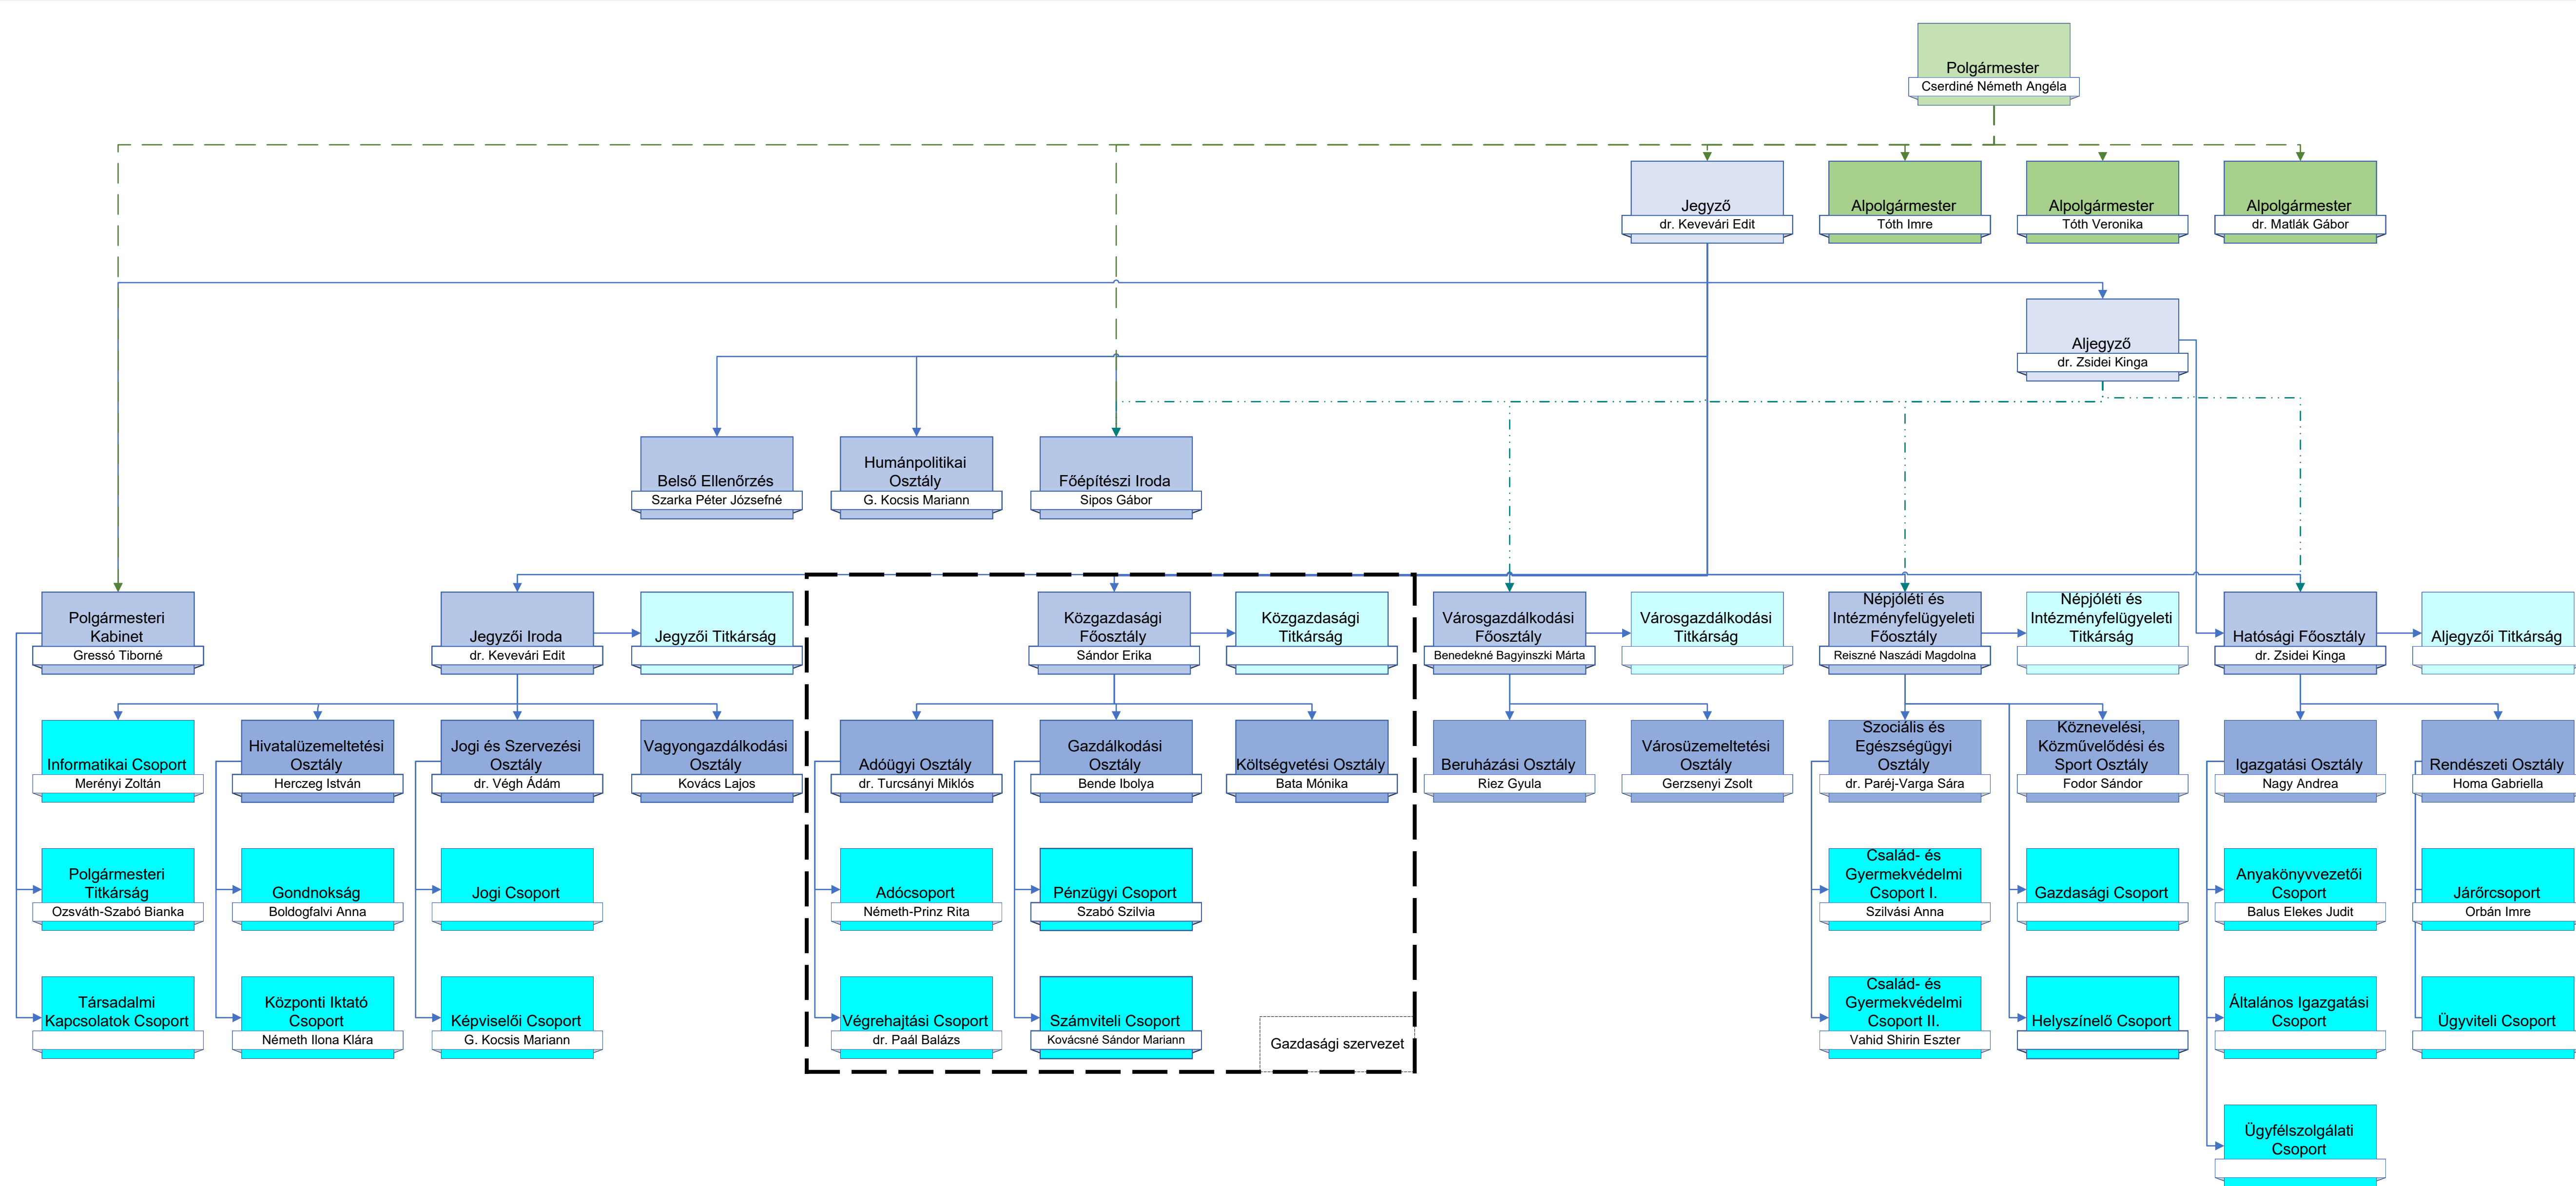 Polgármester
Cserdiné Németh Angéla
Jegyző
dr. Kevevári Edit
Alpolgármester
Tóth Imre
Alpolgármester
Tóth Veronika
Alpolgármester
dr. Matlák Gábor
Aljegyző
dr. Zsidei Kinga
Belső Ellenőrzés
Szarka Péter Józsefné
Humánpolitikai
Osztály
G. Kocsis Mariann
Főépítészi Iroda
Sipos Gábor
Polgármesteri
Kabinet
Gressó Tiborné
Jegyzői Iroda
dr. Kevevári Edit
Jegyzői Titkárság
Közgazdasági
Főosztály
Sándor Erika
Közgazdasági
Titkárság
Városgazdálkodási
Főosztály
Benedekné Bagyinszki Márta
Városgazdálkodási
Titkárság
Népjóléti és
Intézményfelügyeleti
Főosztály
Reiszné Naszádi Magdolna
Népjóléti és
Intézményfelügyeleti
Titkárság
Hatósági Főosztály
dr. Zsidei Kinga
Aljegyzői Titkárság
Informatikai Csoport
Merényi Zoltán
Hivatalüzemeltetési
Osztály
Herczeg István
Jogi és Szervezési
Osztály
dr. Végh Ádám
Vagyongazdálkodási
Osztály
Kovács Lajos
Adóügyi Osztály
dr. Turcsányi Miklós
Gazdálkodási
Osztály
Bende Ibolya
Költségvetési Osztály
Bata Mónika
Beruházási Osztály
Riez Gyula
Városüzemeltetési
Osztály
Gerzsenyi Zsolt
Szociális és
Egészségügyi
Osztály
dr. Paréj-Varga Sára
Köznevelési,
Közművelődési és
Sport Osztály
Fodor Sándor
Igazgatási Osztály
Nagy Andrea
Rendészeti Osztály
Homa Gabriella
Polgármesteri
Titkárság
Ozsváth-Szabó Bianka
Gondnokság
Boldogfalvi Anna
Jogi Csoport
Adócsoport
Németh-Prinz Rita
Pénzügyi Csoport
Szabó Szilvia
Család- és
Gyermekvédelmi
Csoport I.
Szilvási Anna
Gazdasági Csoport
Anyakönyvvezetői
Csoport
Balus Elekes Judit
Járőrcsoport
Orbán Imre
Társadalmi
Kapcsolatok Csoport
Központi Iktató
Csoport
Németh Ilona Klára
Képviselői Csoport
G. Kocsis Mariann
Végrehajtási Csoport
dr. Paál Balázs
Számviteli Csoport
Kovácsné Sándor Mariann
Gazdasági szervezet
Család- és
Gyermekvédelmi
Csoport II.
Vahid Shirin Eszter
Helyszínelő Csoport
Általános Igazgatási
Csoport
Ügyviteli Csoport
Ügyfélszolgálati
Csoport